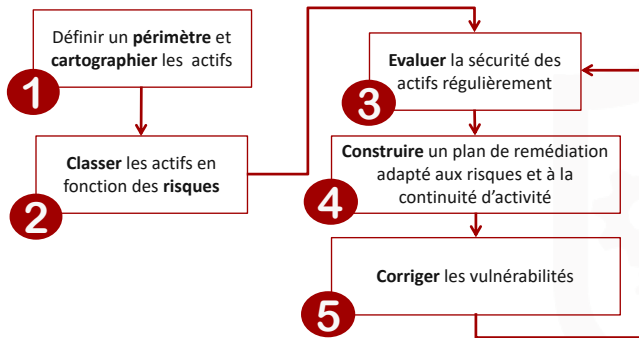 Définir un périmètre et
cartographier les actifs
1
Classer les actifs en
fonction des risques
2
Evaluer la sécurité des
actifs régulièrement
3
Construire un plan de remédiation
adapté aux risques et à la
continuité d’activité
4
Corriger les vulnérabilités
5